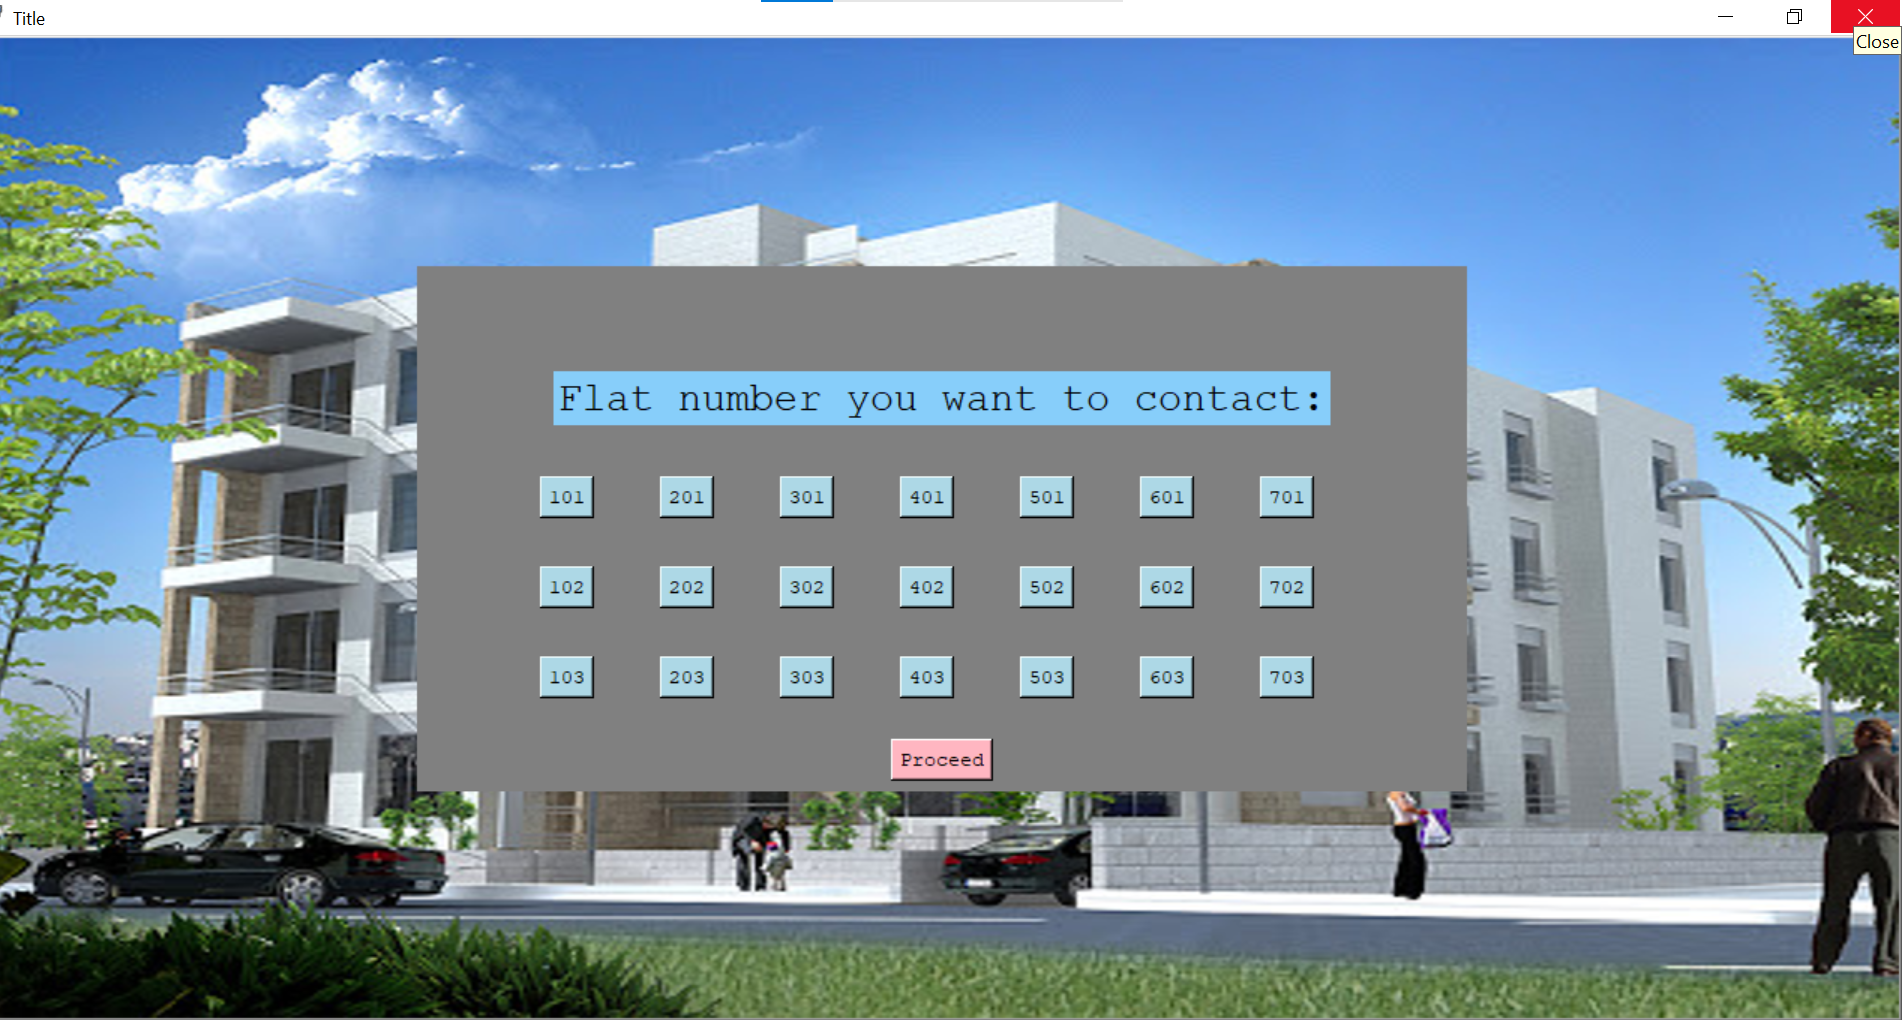 Title
Close
Flat number you want to contact:
101 201 301 401 501 601 701
102 202 302 402 502 602 702
103 203 303 403 503 603 703
Proceed